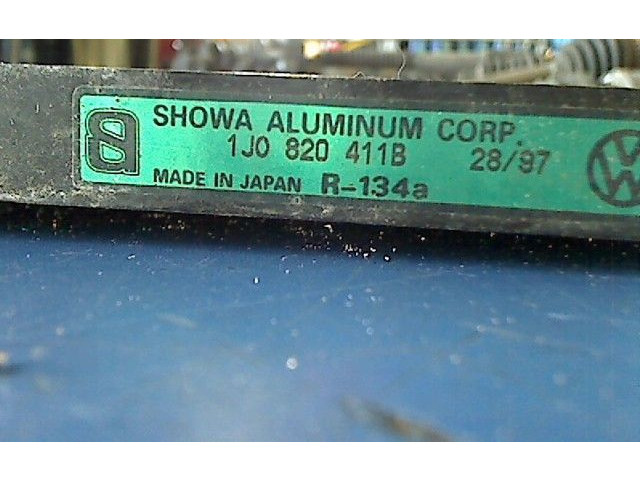 SHOWA ALUMINUM CORP.
1J0 820 411B 28/97
MADE IN JAPAN R-134a